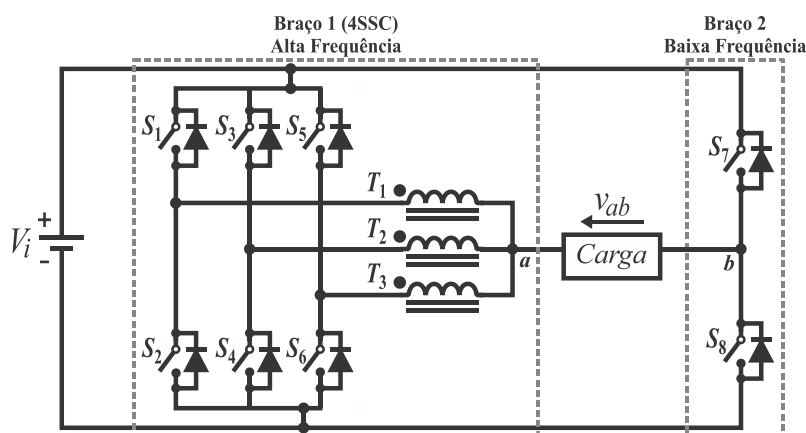 Braço 1 (4SSC)
Alta Frequência
Braço 2
Baixa Frequência
S1
S3
S5
S7
T1
T2
T3
Vi
+
-
vab
Carga
a
b
S2
S4
S6
S8